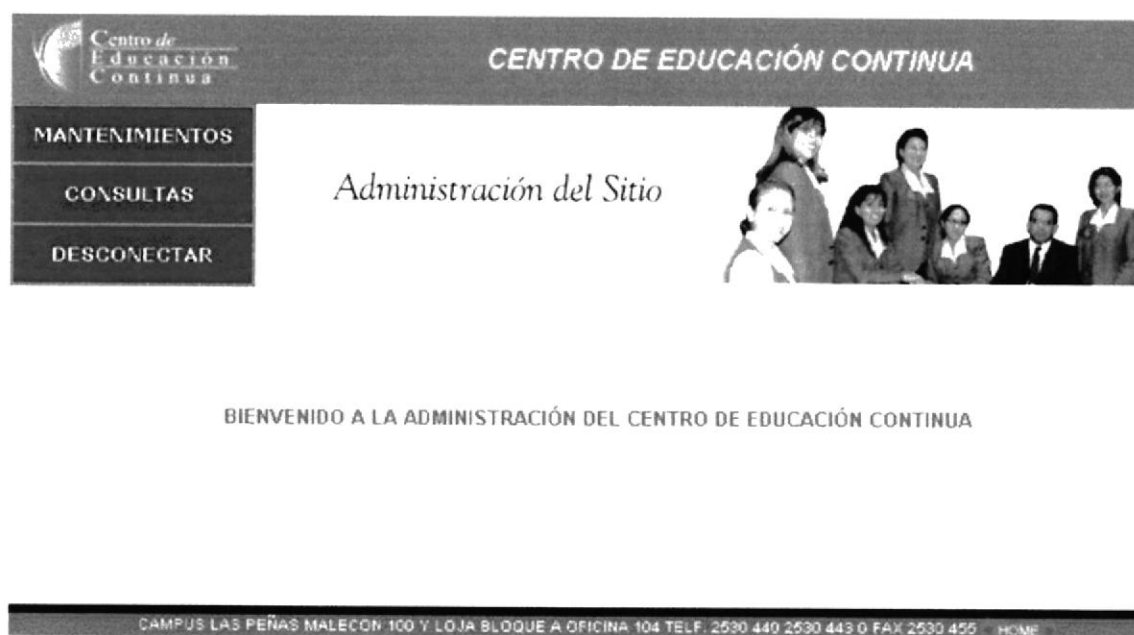 Centro de
Educación
Continua
CENTRO DE EDUCACIÓN CONTINUA
MANTENIMIENTOS
CONSULTAS
DESCONECTAR
Administración del Sitio
BIENVENIDO A LA ADMINISTRACIÓN DEL CENTRO DE EDUCACIÓN CONTINUA
CAMPUS LAS PEÑAS MALECON 100 Y LOJA BLOQUE A OFICINA 104 TELF. 2530 440 2530 443 O FAX 2530 455 HOME